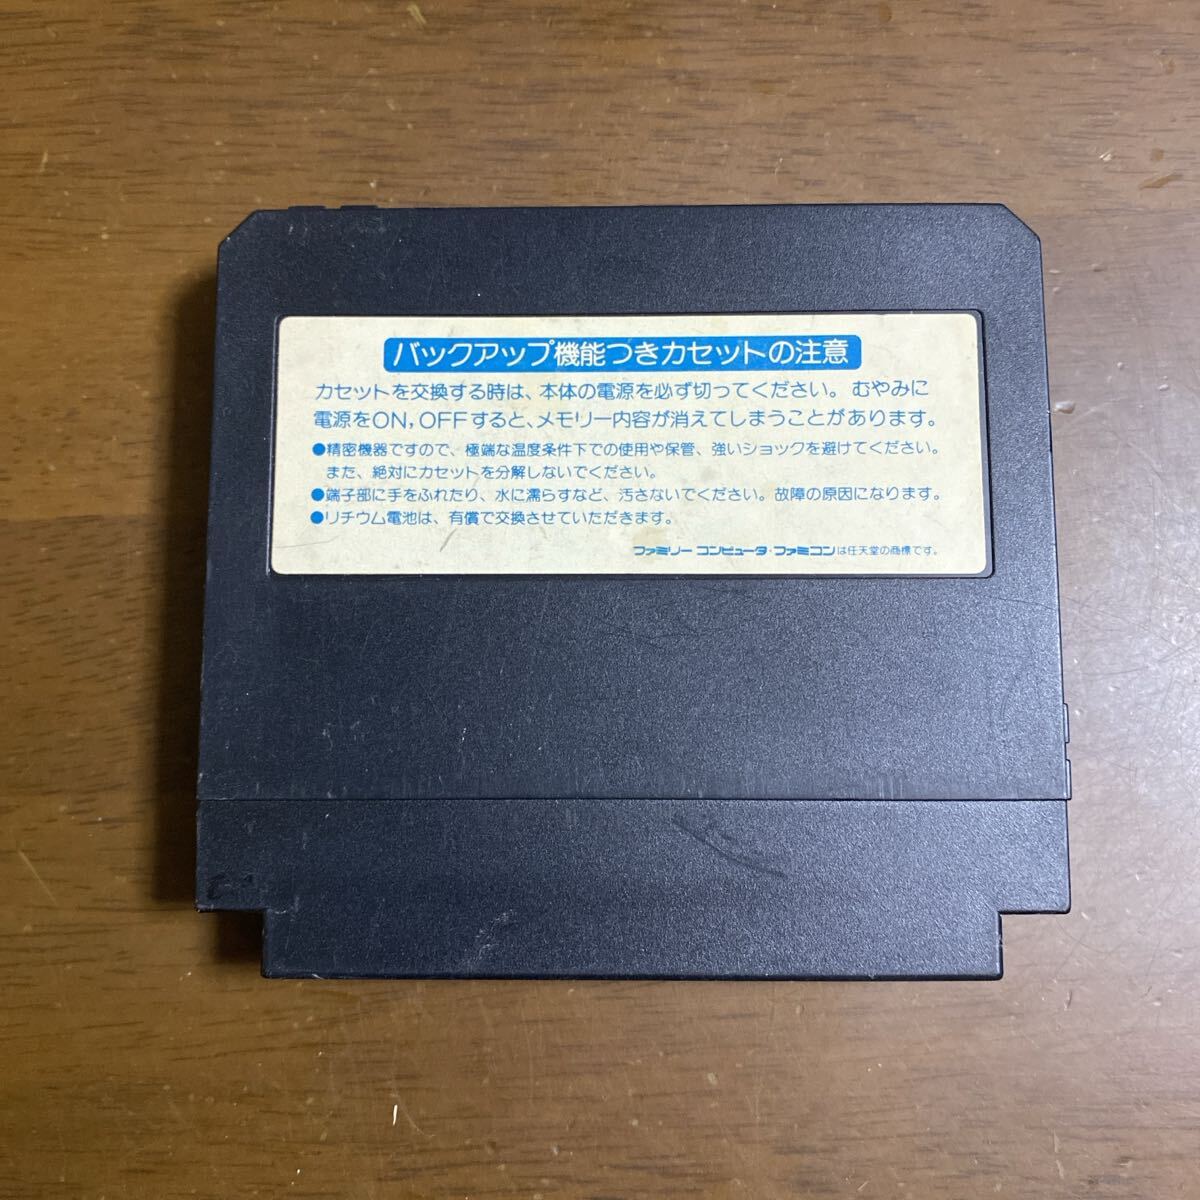 バックアップ機能つきカセットの注意
カセットを交換する時は、本体の電源を必ず切ってください。むやみに
電源をON,OFFすると、メモリー内容が消えてしまうことがあります。
●精密機器ですので、極端な温度条件下での使用や保管、強いショックを避けてください。
また、絶対にカセットを分解しないでください。
●端子部に手をふれたり、水に濡らすなど、汚さないでください。故障の原因になります。
●リチウム電池は、有償で交換させていただきます。
ファミリーコンピュータ・ファミコンは任天堂の商標です。